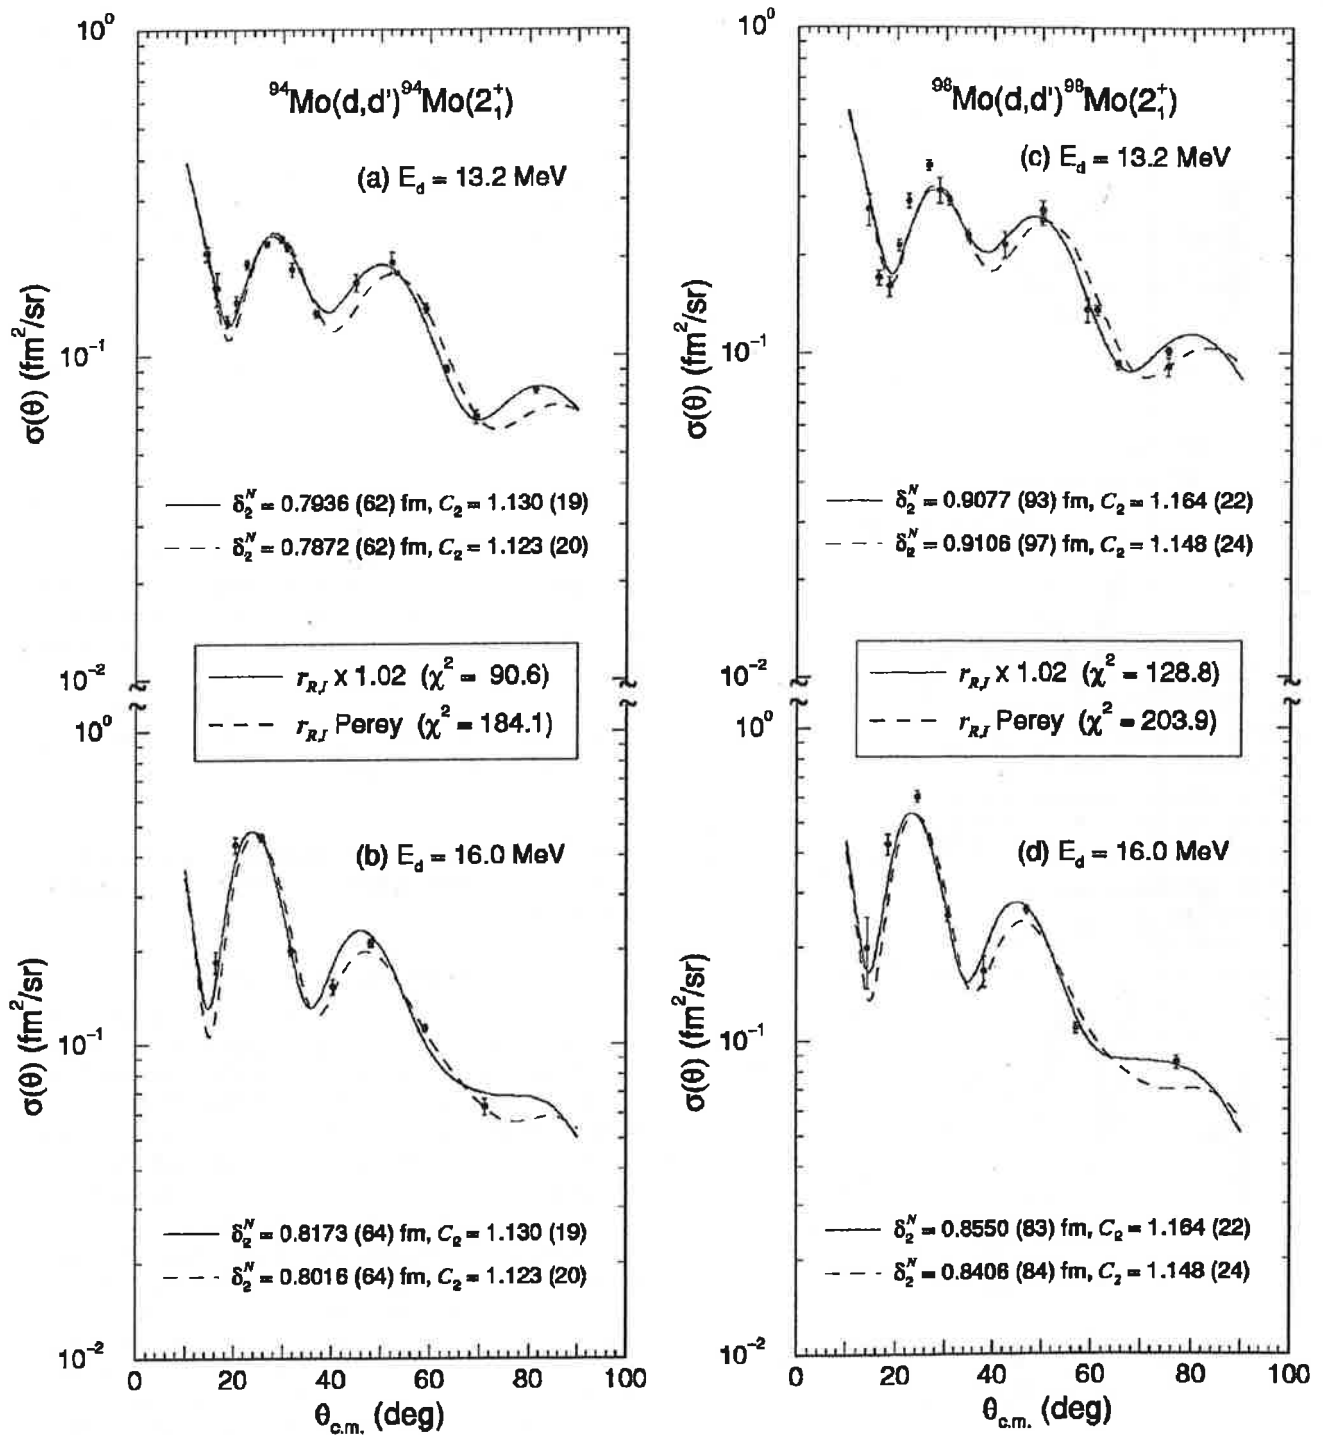 10⁰
⁹⁴Mo(d,d')⁹⁴Mo(2₁⁺)
(a) E_d = 13.2 MeV
σ(θ) (fm²/sr)
10⁻¹
δ₂ᴺ = 0.7936 (62) fm, C₂ = 1.130 (19)
δ₂ᴺ = 0.7872 (62) fm, C₂ = 1.123 (20)
10⁻²
r_R,I x 1.02 (χ² = 90.6)
r_R,I Perey (χ² = 184.1)
10⁰
(b) E_d = 16.0 MeV
σ(θ) (fm²/sr)
10⁻¹
δ₂ᴺ = 0.8173 (64) fm, C₂ = 1.130 (19)
δ₂ᴺ = 0.8016 (64) fm, C₂ = 1.123 (20)
10⁻²
0 20 40 60 80 100
θ_c.m. (deg)
10⁰
⁹⁸Mo(d,d')⁹⁸Mo(2₁⁺)
(c) E_d = 13.2 MeV
σ(θ) (fm²/sr)
10⁻¹
δ₂ᴺ = 0.9077 (93) fm, C₂ = 1.164 (22)
δ₂ᴺ = 0.9106 (97) fm, C₂ = 1.148 (24)
10⁻²
r_R,I x 1.02 (χ² = 128.8)
r_R,I Perey (χ² = 203.9)
10⁰
(d) E_d = 16.0 MeV
σ(θ) (fm²/sr)
10⁻¹
δ₂ᴺ = 0.8550 (83) fm, C₂ = 1.164 (22)
δ₂ᴺ = 0.8406 (84) fm, C₂ = 1.148 (24)
10⁻²
0 20 40 60 80 100
θ_c.m. (deg)